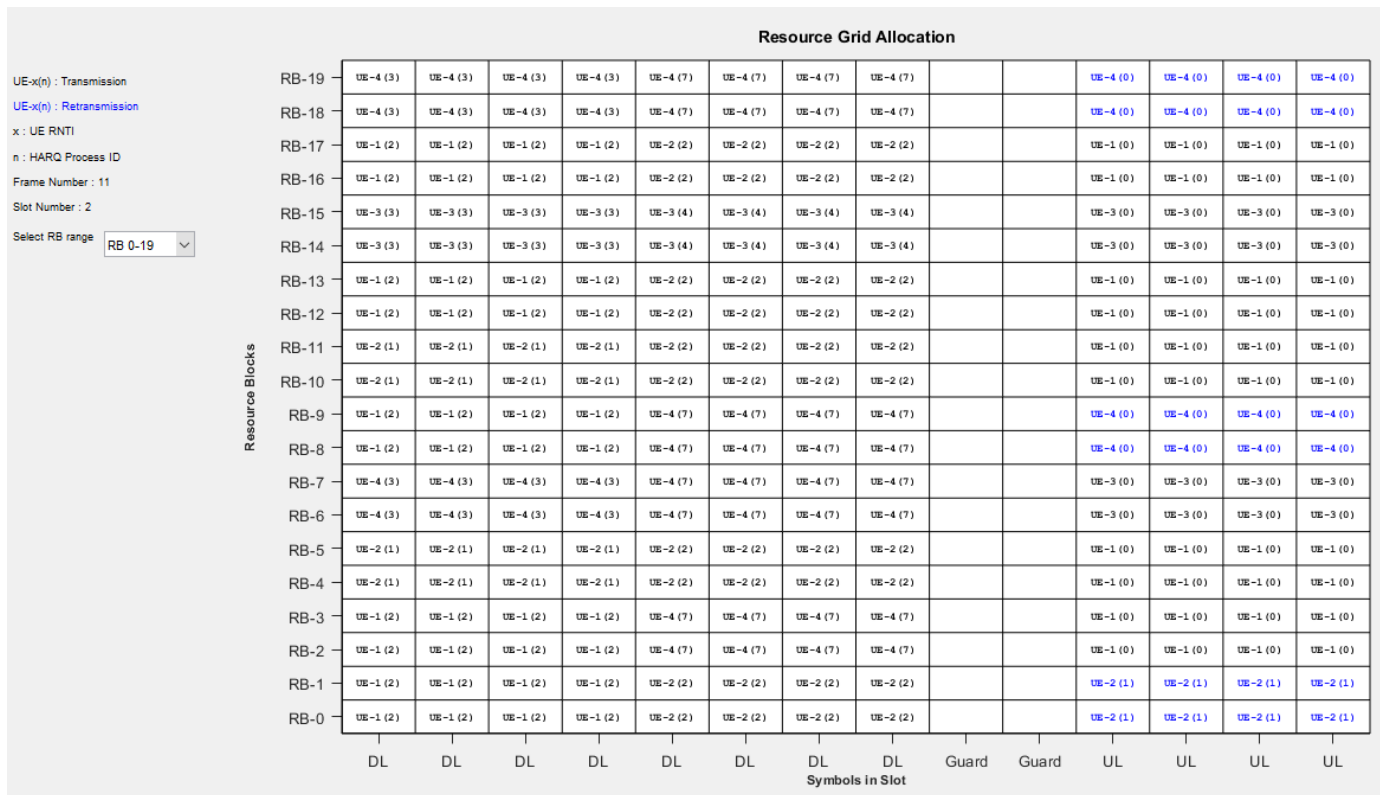 Resource Grid Allocation
UE-x(n) : Transmission
UE-x(n) : Retransmission
x : UE RNTI
n : HARQ Process ID
Frame Number : 11
Slot Number : 2
Select RB range RB 0-19
Resource Blocks
RB-19 UE-4(3) UE-4(3) UE-4(3) UE-4(3) UE-4(7) UE-4(7) UE-4(7) UE-4(7) UE-4(0) UE-4(0) UE-4(0) UE-4(0)
RB-18 UE-4(3) UE-4(3) UE-4(3) UE-4(3) UE-4(7) UE-4(7) UE-4(7) UE-4(7) UE-4(0) UE-4(0) UE-4(0) UE-4(0)
RB-17 UE-1(2) UE-1(2) UE-1(2) UE-1(2) UE-2(2) UE-2(2) UE-2(2) UE-2(2) UE-1(0) UE-1(0) UE-1(0) UE-1(0)
RB-16 UE-1(2) UE-1(2) UE-1(2) UE-1(2) UE-2(2) UE-2(2) UE-2(2) UE-2(2) UE-1(0) UE-1(0) UE-1(0) UE-1(0)
RB-15 UE-3(3) UE-3(3) UE-3(3) UE-3(3) UE-3(4) UE-3(4) UE-3(4) UE-3(4) UE-3(0) UE-3(0) UE-3(0) UE-3(0)
RB-14 UE-3(3) UE-3(3) UE-3(3) UE-3(3) UE-3(4) UE-3(4) UE-3(4) UE-3(4) UE-3(0) UE-3(0) UE-3(0) UE-3(0)
RB-13 UE-1(2) UE-1(2) UE-1(2) UE-1(2) UE-2(2) UE-2(2) UE-2(2) UE-2(2) UE-1(0) UE-1(0) UE-1(0) UE-1(0)
RB-12 UE-1(2) UE-1(2) UE-1(2) UE-1(2) UE-2(2) UE-2(2) UE-2(2) UE-2(2) UE-1(0) UE-1(0) UE-1(0) UE-1(0)
RB-11 UE-2(1) UE-2(1) UE-2(1) UE-2(1) UE-2(2) UE-2(2) UE-2(2) UE-2(2) UE-1(0) UE-1(0) UE-1(0) UE-1(0)
RB-10 UE-2(1) UE-2(1) UE-2(1) UE-2(1) UE-2(2) UE-2(2) UE-2(2) UE-2(2) UE-1(0) UE-1(0) UE-1(0) UE-1(0)
RB-9 UE-1(2) UE-1(2) UE-1(2) UE-1(2) UE-4(7) UE-4(7) UE-4(7) UE-4(7) UE-4(0) UE-4(0) UE-4(0) UE-4(0)
RB-8 UE-1(2) UE-1(2) UE-1(2) UE-1(2) UE-4(7) UE-4(7) UE-4(7) UE-4(7) UE-4(0) UE-4(0) UE-4(0) UE-4(0)
RB-7 UE-4(3) UE-4(3) UE-4(3) UE-4(3) UE-4(7) UE-4(7) UE-4(7) UE-4(7) UE-3(0) UE-3(0) UE-3(0) UE-3(0)
RB-6 UE-4(3) UE-4(3) UE-4(3) UE-4(3) UE-4(7) UE-4(7) UE-4(7) UE-4(7) UE-3(0) UE-3(0) UE-3(0) UE-3(0)
RB-5 UE-2(1) UE-2(1) UE-2(1) UE-2(1) UE-2(2) UE-2(2) UE-2(2) UE-2(2) UE-1(0) UE-1(0) UE-1(0) UE-1(0)
RB-4 UE-2(1) UE-2(1) UE-2(1) UE-2(1) UE-2(2) UE-2(2) UE-2(2) UE-2(2) UE-1(0) UE-1(0) UE-1(0) UE-1(0)
RB-3 UE-1(2) UE-1(2) UE-1(2) UE-1(2) UE-4(7) UE-4(7) UE-4(7) UE-4(7) UE-1(0) UE-1(0) UE-1(0) UE-1(0)
RB-2 UE-1(2) UE-1(2) UE-1(2) UE-1(2) UE-4(7) UE-4(7) UE-4(7) UE-4(7) UE-1(0) UE-1(0) UE-1(0) UE-1(0)
RB-1 UE-1(2) UE-1(2) UE-1(2) UE-1(2) UE-2(2) UE-2(2) UE-2(2) UE-2(2) UE-2(1) UE-2(1) UE-2(1) UE-2(1)
RB-0 UE-1(2) UE-1(2) UE-1(2) UE-1(2) UE-2(2) UE-2(2) UE-2(2) UE-2(2) UE-2(1) UE-2(1) UE-2(1) UE-2(1)
DL DL DL DL DL DL DL DL Guard Guard UL UL UL UL
Symbols in Slot